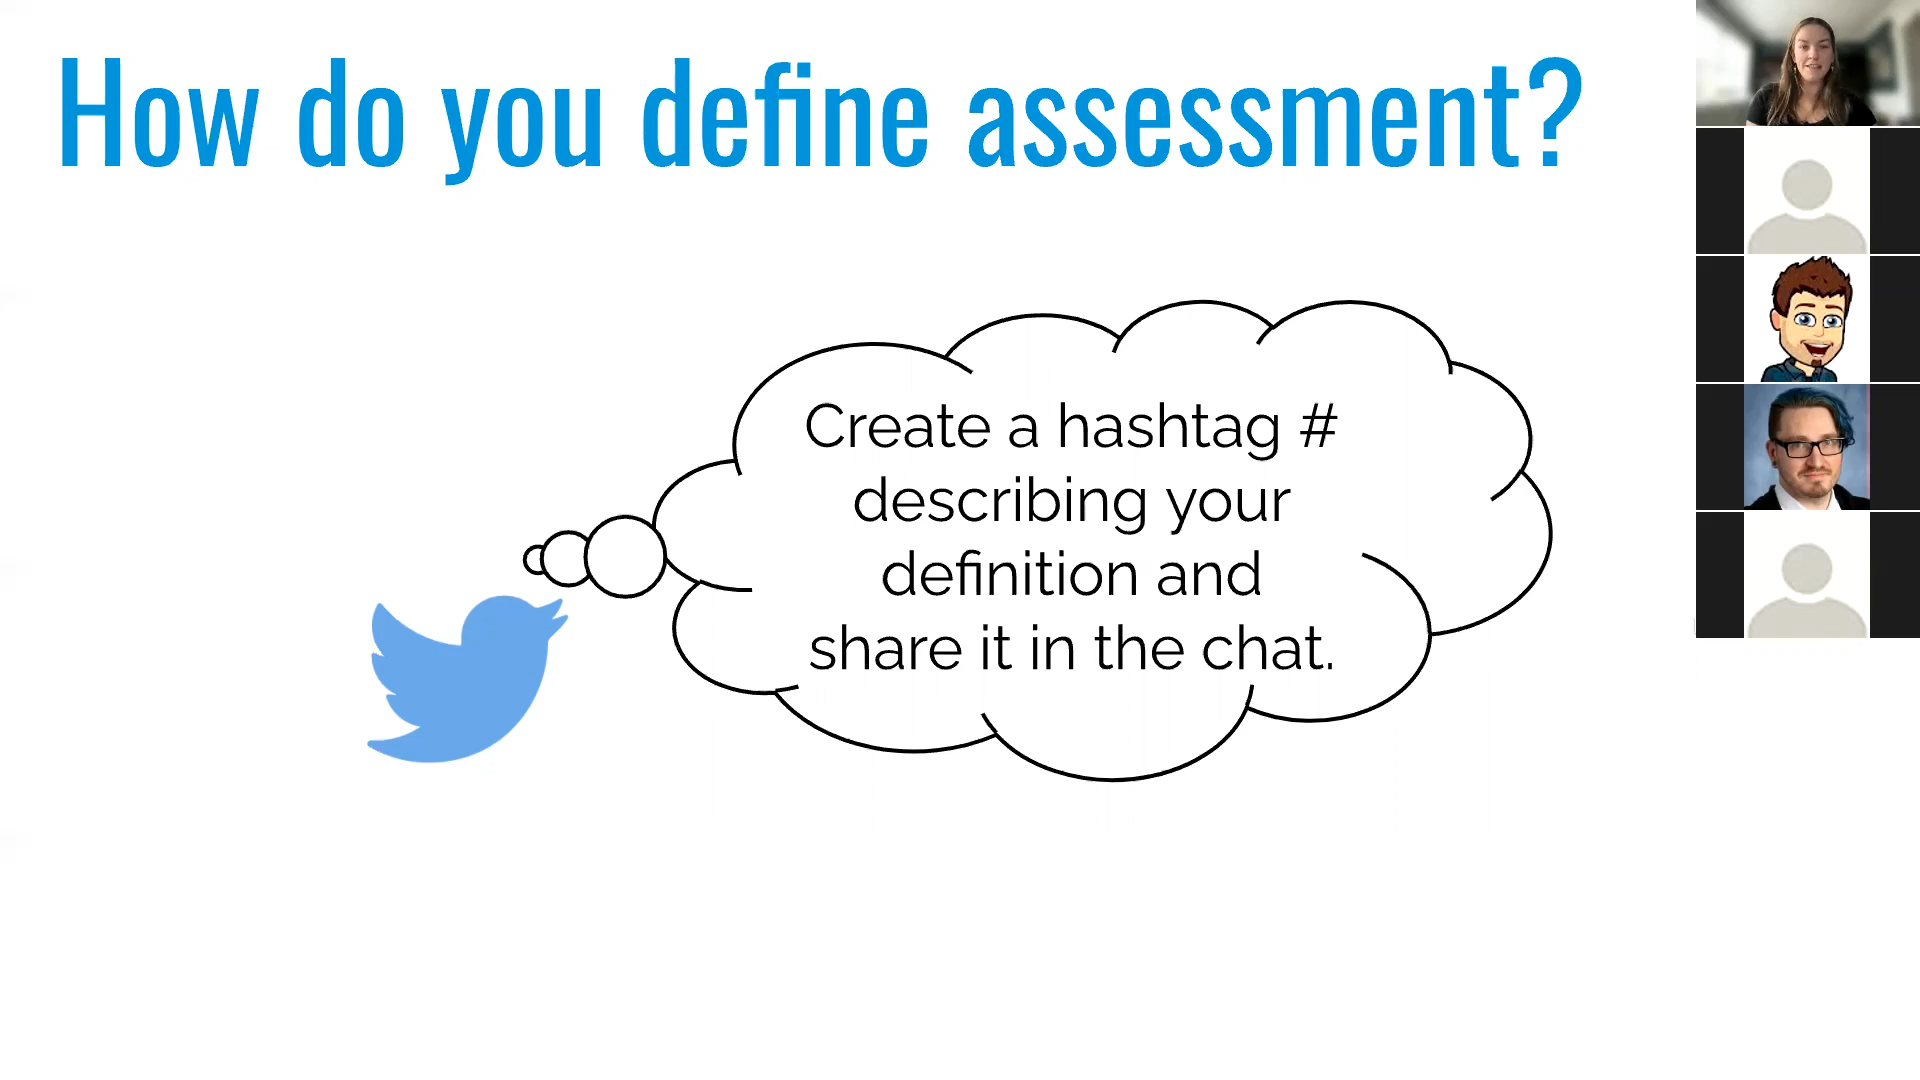 How do you define assessment?
Create a hashtag #
describing your
definition and
share it in the chat.